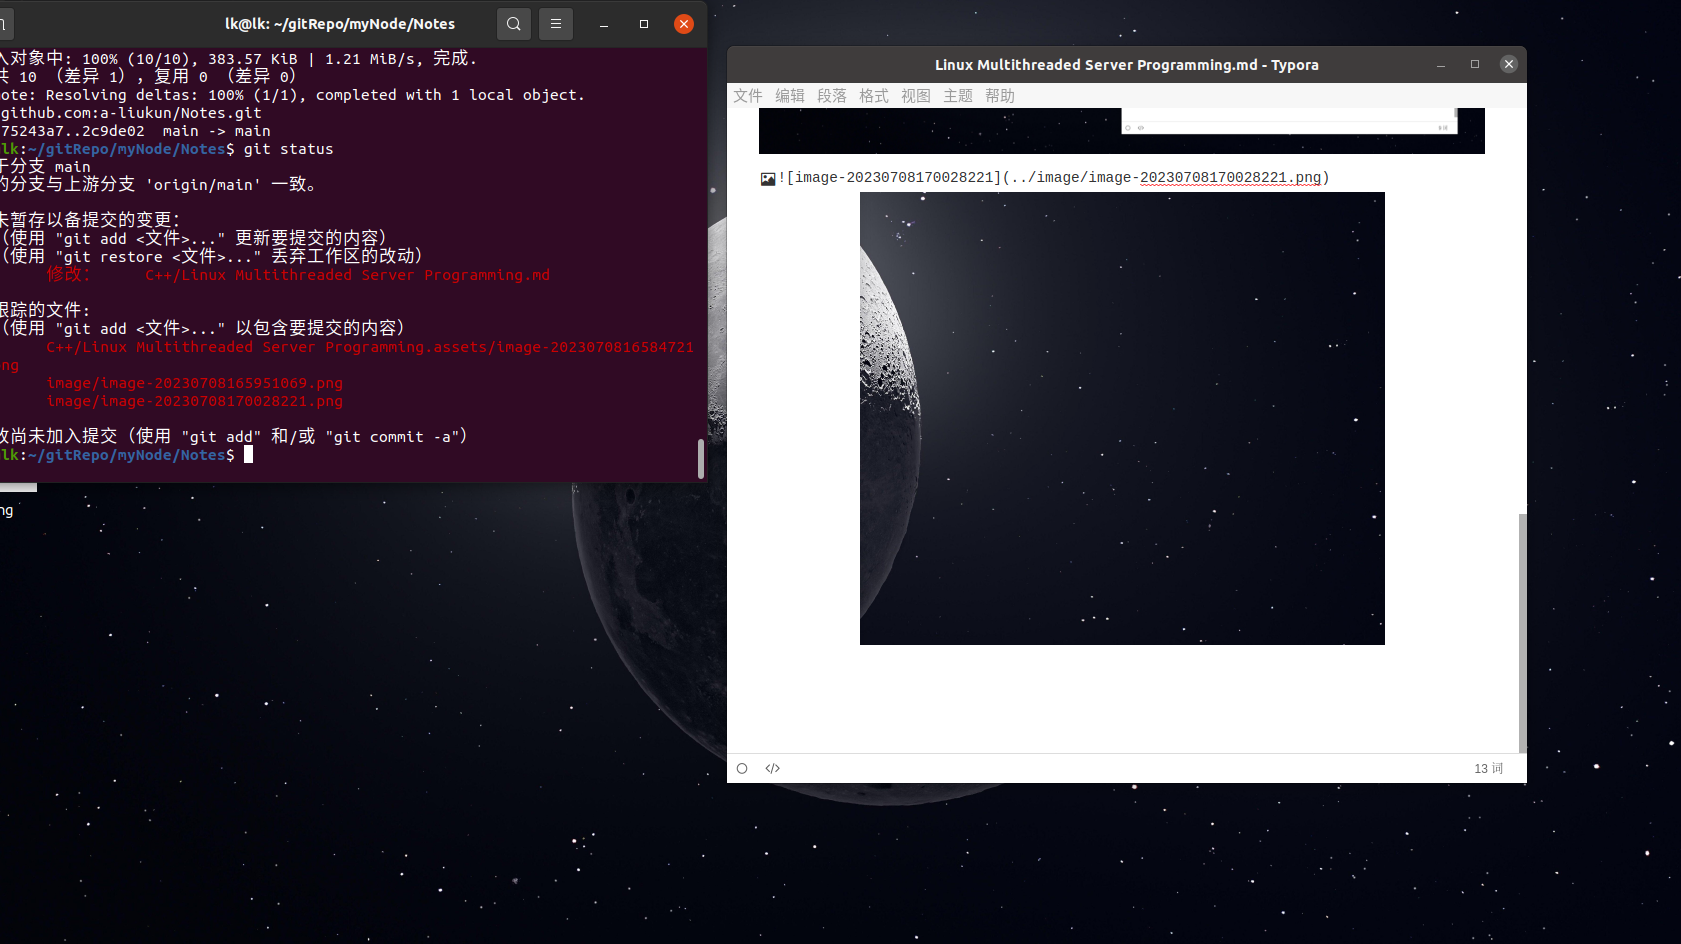 lk@lk: ~/gitRepo/myNode/Notes
对象中: 100% (10/10), 383.57 KiB | 1.21 MiB/s, 完成.
共 10 （差异 1），复用 0 （差异 0）
ote: Resolving deltas: 100% (1/1), completed with 1 local object.
github.com:a-liukun/Notes.git
75243a7..2c9de02  main -> main
lk:~/gitRepo/myNode/Notes$ git status
于分支 main
的分支与上游分支 'origin/main' 一致。
未暂存以备提交的变更：
（使用 "git add <文件>..." 更新要提交的内容）
（使用 "git restore <文件>..." 丢弃工作区的改动）
修改：     C++/Linux Multithreaded Server Programming.md
跟踪的文件:
（使用 "git add <文件>..." 以包含要提交的内容）
C++/Linux Multithreaded Server Programming.assets/image-2023070816584721
ng
image/image-20230708165951069.png
image/image-20230708170028221.png
改尚未加入提交（使用 "git add" 和/或 "git commit -a"）
lk:~/gitRepo/myNode/Notes$
ng
Linux Multithreaded Server Programming.md - Typora
文件 编辑 段落 格式 视图 主题 帮助
![image-20230708170028221](../image/image-20230708170028221.png)
13 词